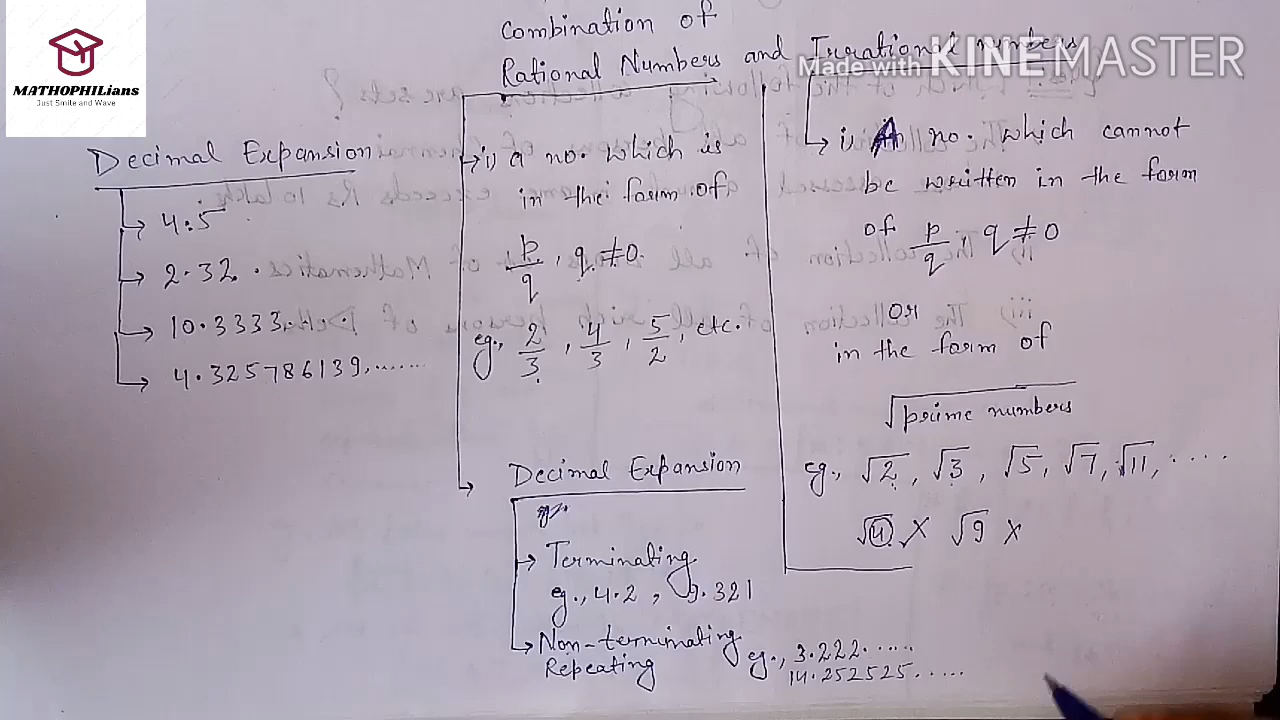 MATHOPHILians
Just Smile and Wave
Made with KINEMASTER
Combination of
Rational Numbers and Irrational numbers
Decimal Expansion
4.5
2.32
10.3333...
4.325786139,.......
i) a no. which is
in the form of
p/q, q ≠ 0
eg., 2/3, 4/3, 5/2, etc.
Decimal Expansion
Terminating
eg., 4.2, 9.321
Non-terminating
Repeating
eg., 3.222......
14.252525.....
i) A no. which cannot
be written in the form
of p/q, q ≠ 0
Or
in the form of
√prime numbers
eg., √2, √3, √5, √7, √11, ....
√4 × √9 ×